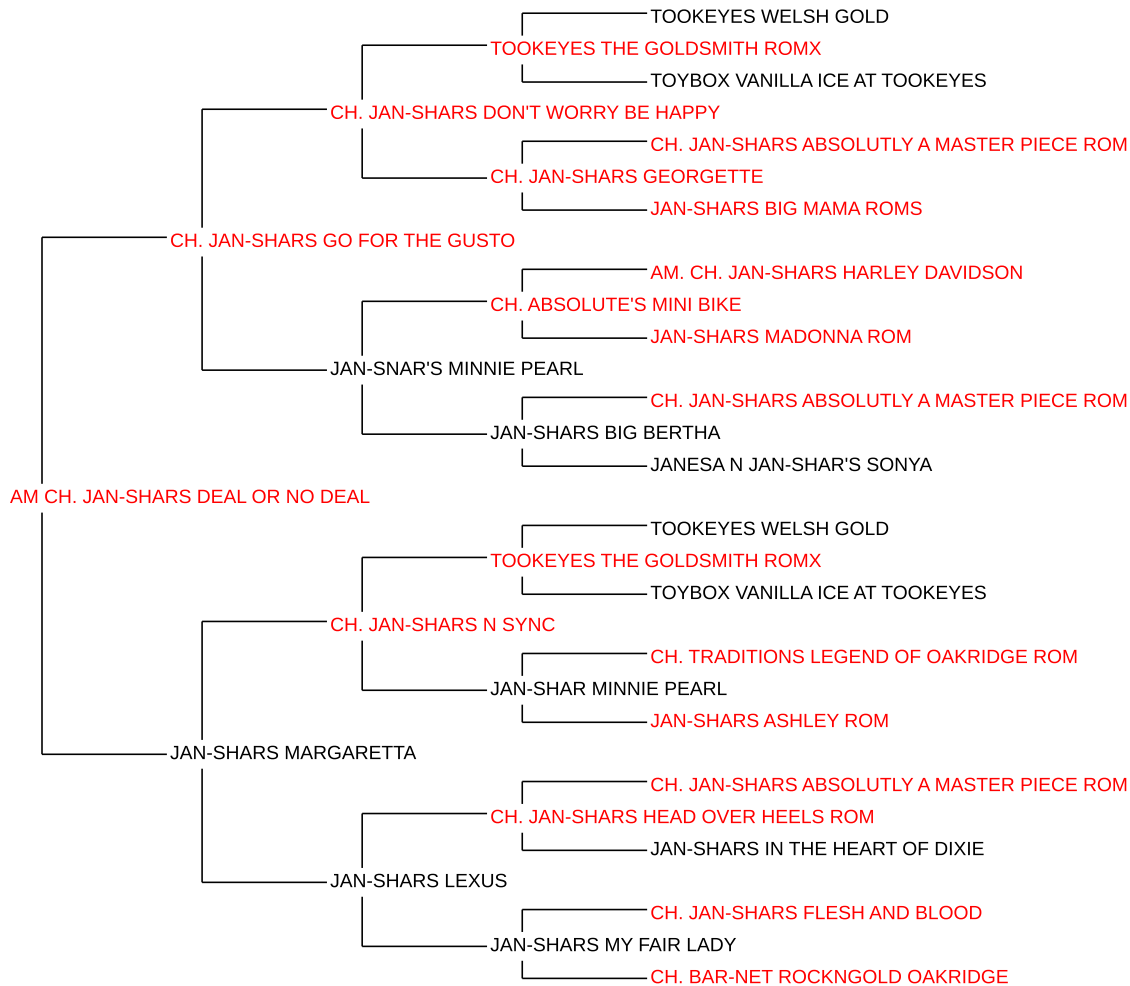 TOOKEYES WELSH GOLD
TOOKEYES THE GOLDSMITH ROMX
TOYBOX VANILLA ICE AT TOOKEYES
CH. JAN-SHARS DON'T WORRY BE HAPPY
CH. JAN-SHARS ABSOLUTLY A MASTER PIECE ROM
CH. JAN-SHARS GEORGETTE
JAN-SHARS BIG MAMA ROMS
CH. JAN-SHARS GO FOR THE GUSTO
AM. CH. JAN-SHARS HARLEY DAVIDSON
CH. ABSOLUTE'S MINI BIKE
JAN-SHARS MADONNA ROM
JAN-SNAR'S MINNIE PEARL
CH. JAN-SHARS ABSOLUTLY A MASTER PIECE ROM
JAN-SHARS BIG BERTHA
JANESA N JAN-SHAR'S SONYA
AM CH. JAN-SHARS DEAL OR NO DEAL
TOOKEYES WELSH GOLD
TOOKEYES THE GOLDSMITH ROMX
TOYBOX VANILLA ICE AT TOOKEYES
CH. JAN-SHARS N SYNC
CH. TRADITIONS LEGEND OF OAKRIDGE ROM
JAN-SHAR MINNIE PEARL
JAN-SHARS ASHLEY ROM
JAN-SHARS MARGARETTA
CH. JAN-SHARS ABSOLUTLY A MASTER PIECE ROM
CH. JAN-SHARS HEAD OVER HEELS ROM
JAN-SHARS IN THE HEART OF DIXIE
JAN-SHARS LEXUS
CH. JAN-SHARS FLESH AND BLOOD
JAN-SHARS MY FAIR LADY
CH. BAR-NET ROCKNGOLD OAKRIDGE